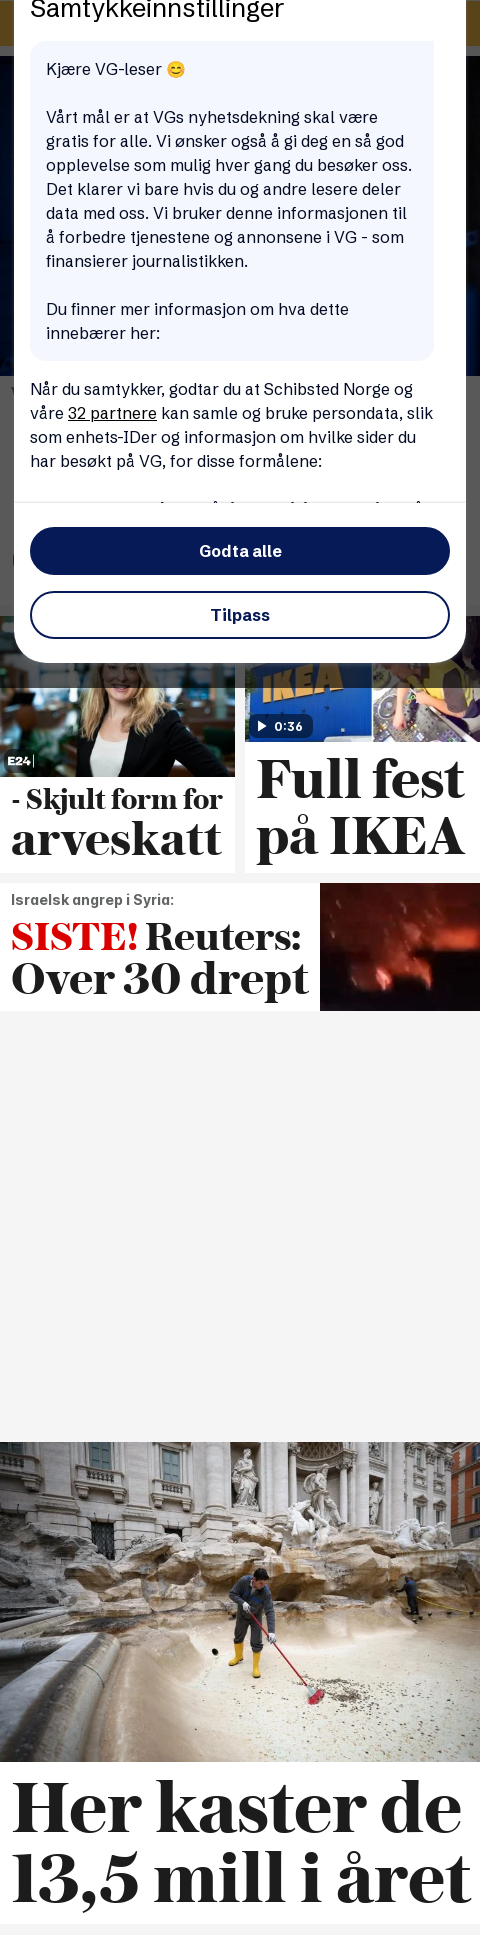 Samtykkeinnstillinger
Kjære VG-leser 😊
Vårt mål er at VGs nyhetsdekning skal være
gratis for alle. Vi ønsker også å gi deg en så god
opplevelse som mulig hver gang du besøker oss.
Det klarer vi bare hvis du og andre lesere deler
data med oss. Vi bruker denne informasjonen til
å forbedre tjenestene og annonsene i VG - som
finansierer journalistikken.
Du finner mer informasjon om hva dette
innebærer her:
Når du samtykker, godtar du at Schibsted Norge og
våre 32 partnere kan samle og bruke persondata, slik
som enhets-IDer og informasjon om hvilke sider du
har besøkt på VG, for disse formålene:
Godta alle
Tilpass
E24
- Skjult form for
arveskatt
IKEA
0:36
Full fest
på IKEA
Israelsk angrep i Syria:
SISTE! Reuters:
Over 30 drept
Her kaster de
13,5 mill i året